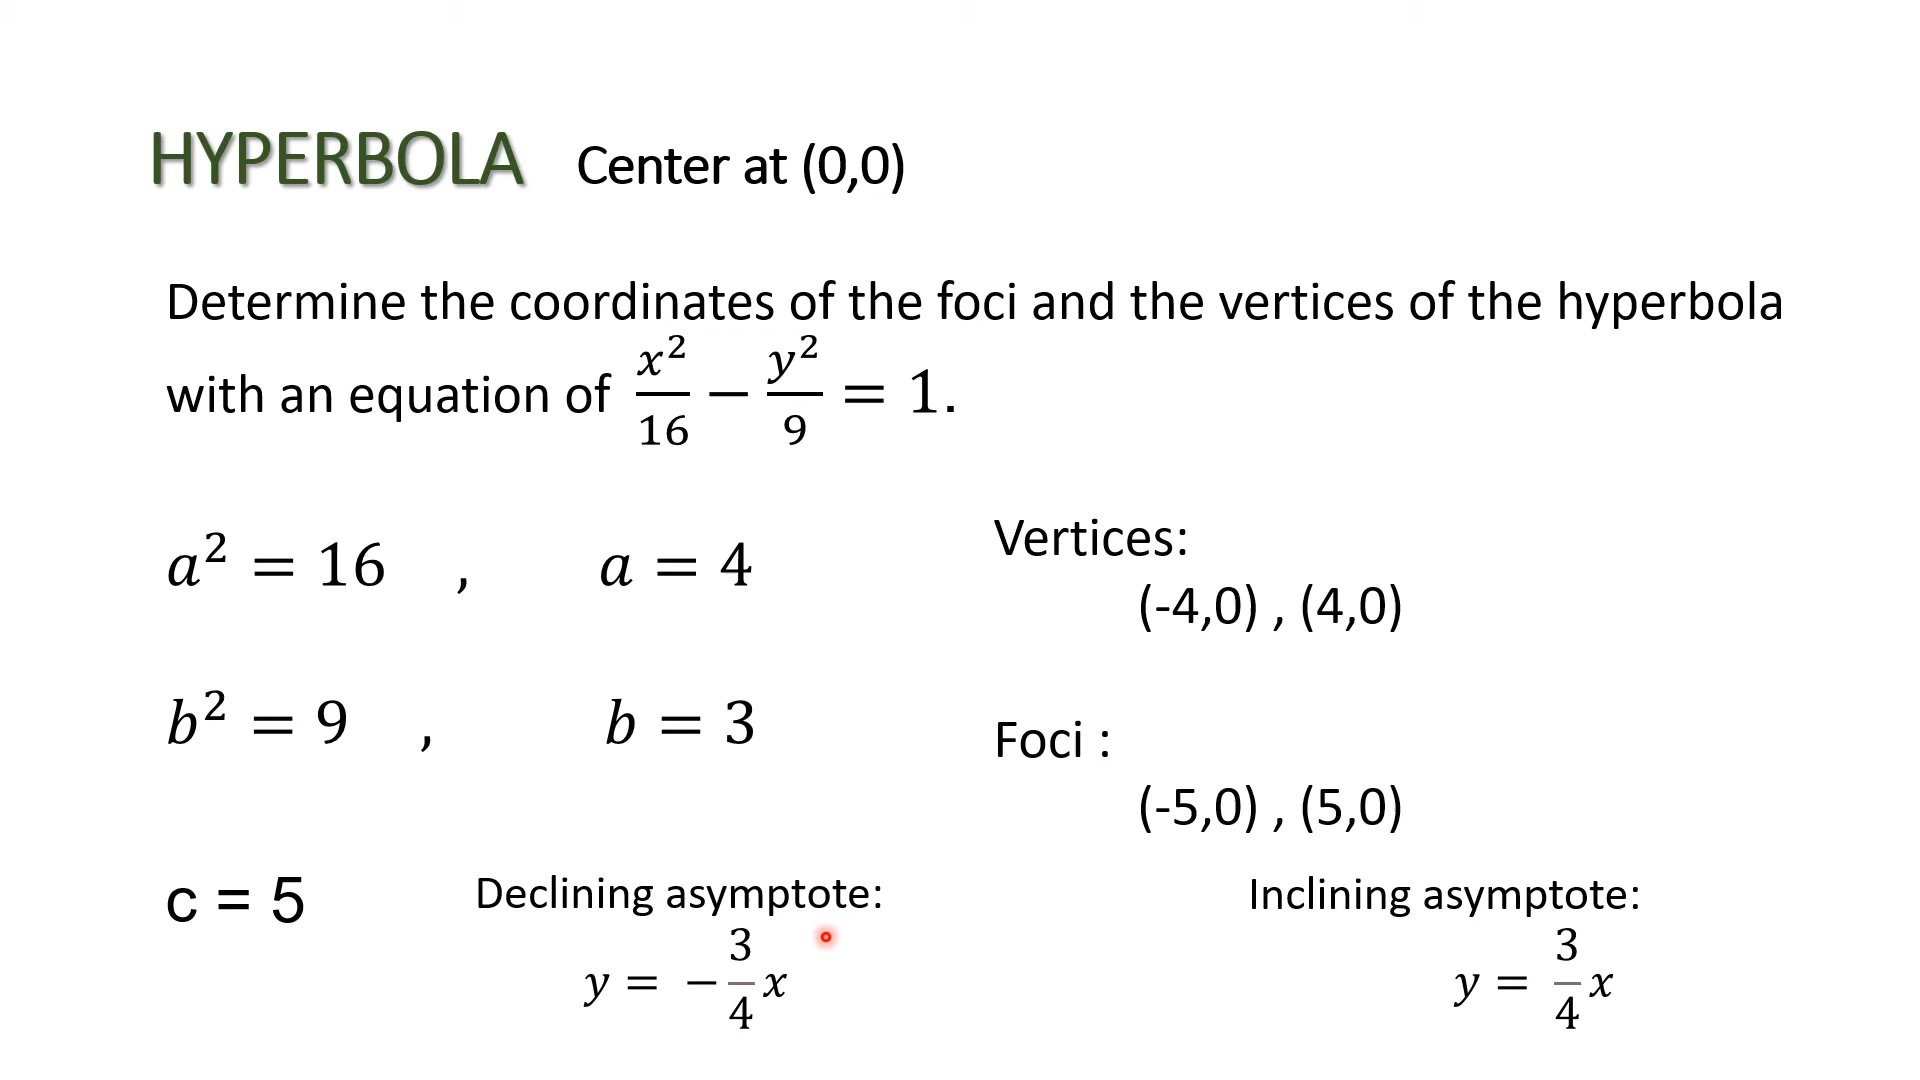 HYPERBOLA Center at (0,0)
Determine the coordinates of the foci and the vertices of the hyperbola
with an equation of x²/16 − y²/9 = 1.
a² = 16 , a = 4
Vertices:
(-4,0) , (4,0)
b² = 9 , b = 3
Foci :
(-5,0) , (5,0)
c = 5
Declining asymptote:
y = −3/4 x
Inclining asymptote:
y = 3/4 x